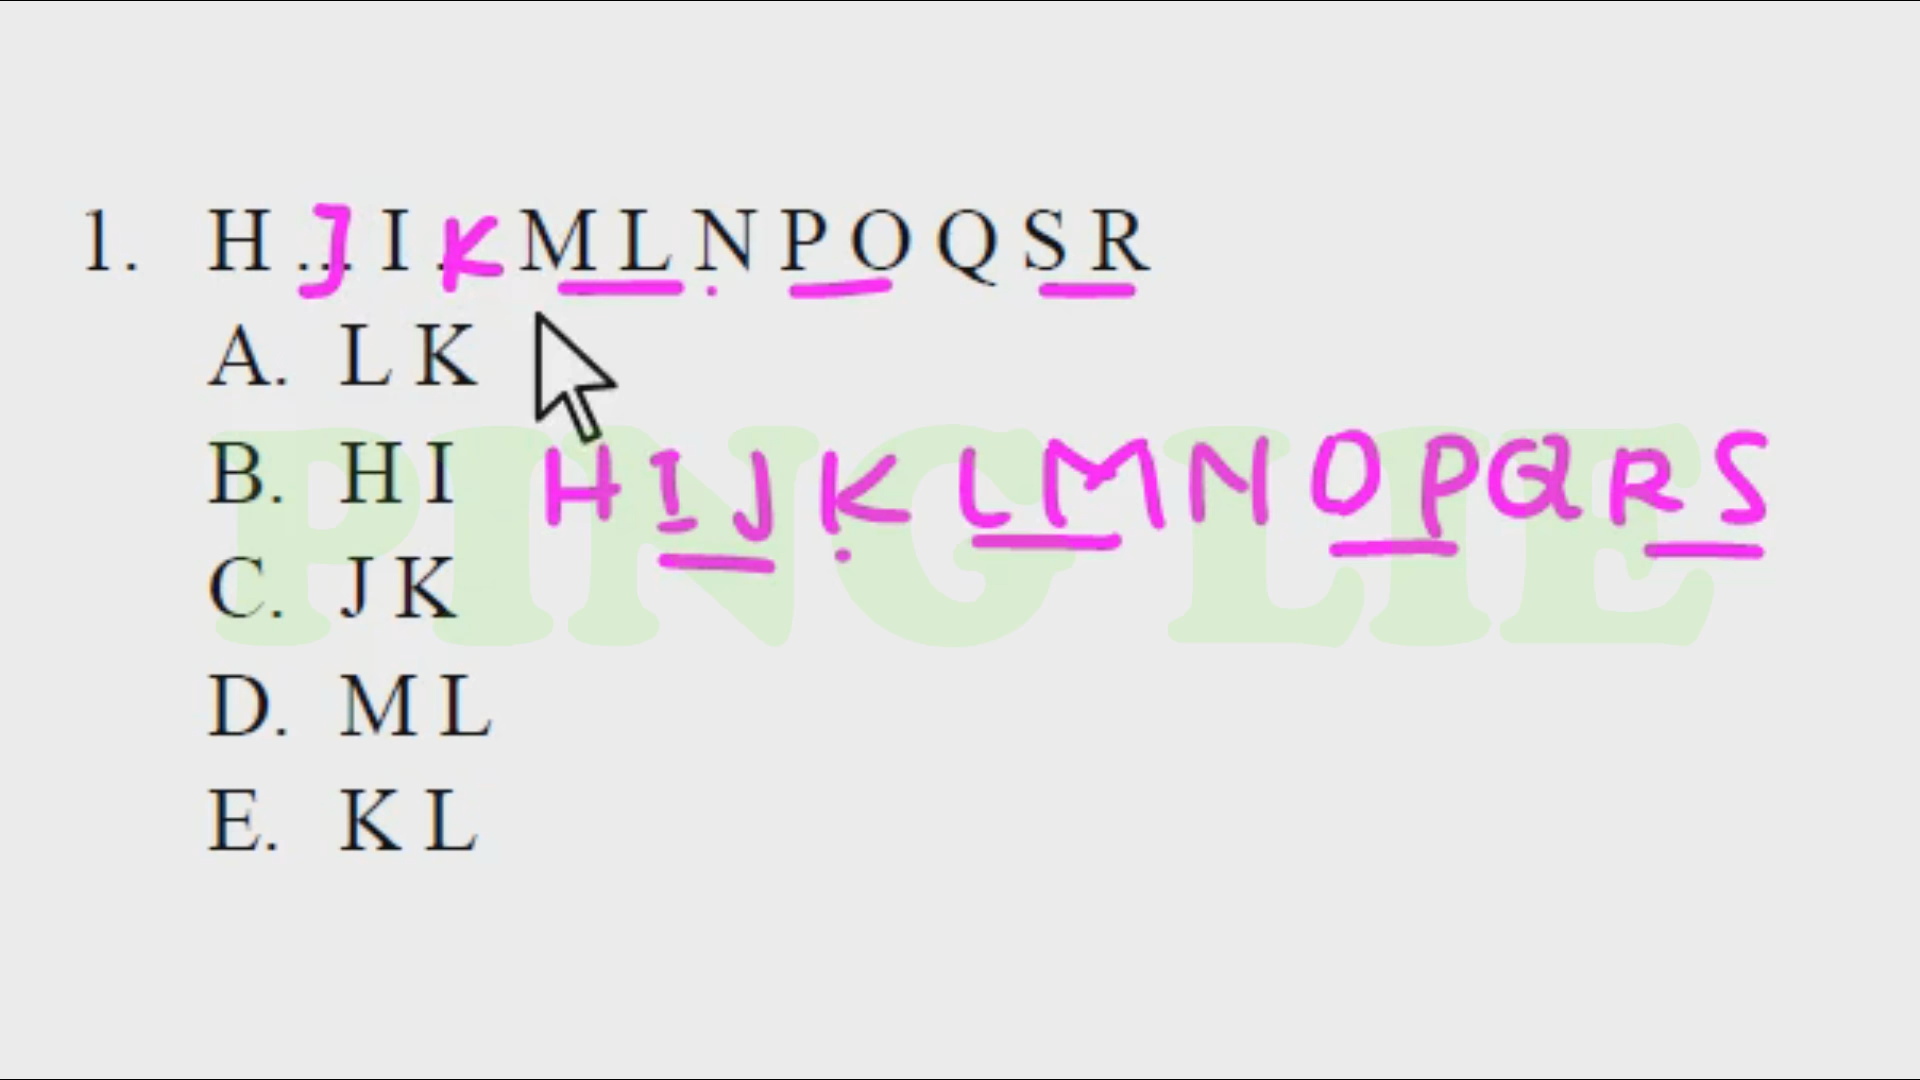 1. H J I K M L N P O Q S R
A. L K
B. H I
H I J K L M N O P Q R S
C. J K
PING LIE
D. M L
E. K L